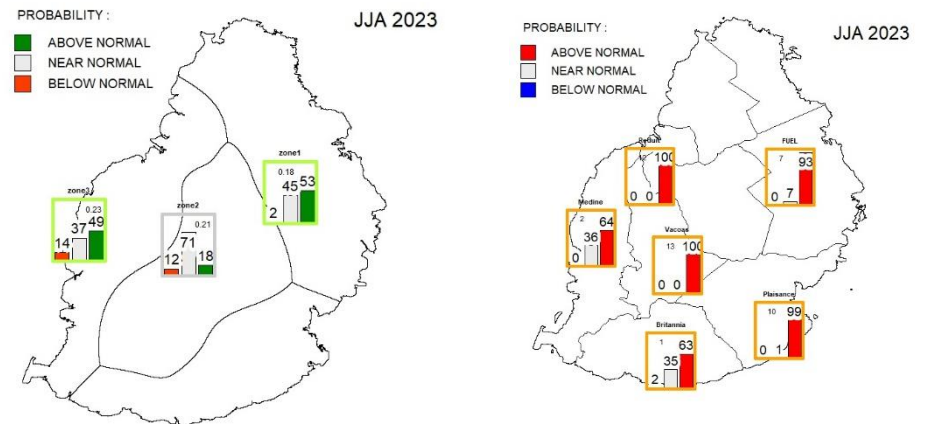 PROBABILITY :
JJA 2023
ABOVE NORMAL
NEAR NORMAL
BELOW NORMAL
zone1
0.18
2 45 53
zone3
0.23
14 37 49
zone2
0.21
12 71 18
PROBABILITY :
JJA 2023
ABOVE NORMAL
NEAR NORMAL
BELOW NORMAL
Reduit
12
0 0 100
FUEL
7
0 7 93
Medine
2
0 36 64
Vacoas
13
0 0 100
Plaisance
10
0 1 99
Britannia
1
2 35 63